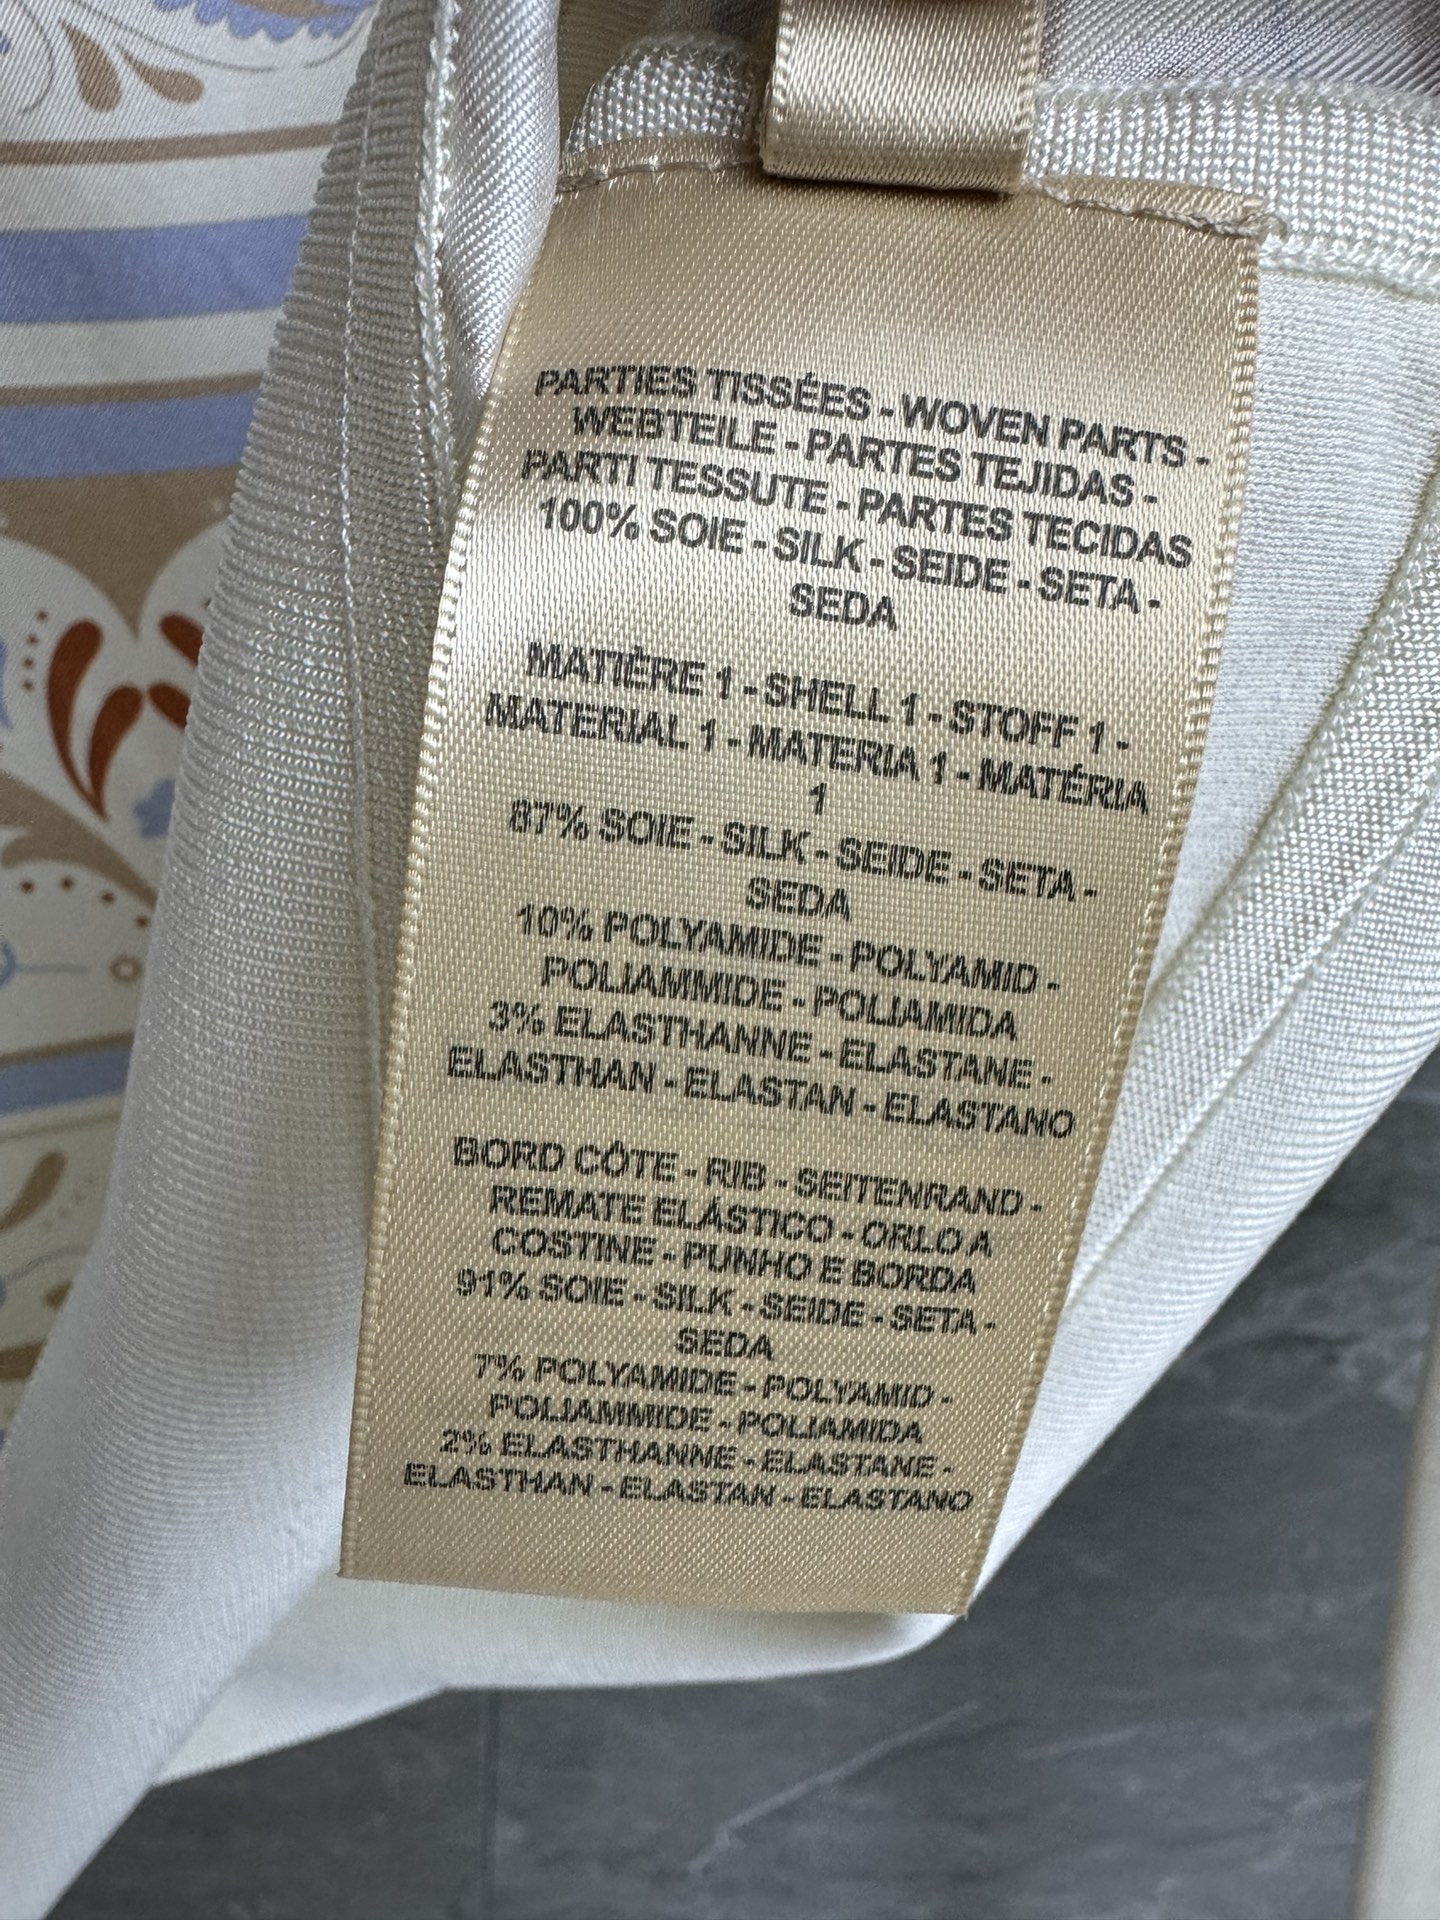 PARTIES TISSÉES - WOVEN PARTS -
WEBTEILE - PARTES TEJIDAS -
PARTI TESSUTE - PARTES TECIDAS
100% SOIE - SILK - SEIDE - SETA -
SEDA
MATIÈRE 1 - SHELL 1 - STOFF 1 -
MATERIAL 1 - MATERIA 1 - MATÉRIA
1
87% SOIE - SILK - SEIDE - SETA -
SEDA
10% POLYAMIDE - POLYAMID -
POLIAMMIDE - POLIAMIDA
3% ELASTHANNE - ELASTANE -
ELASTHAN - ELASTAN - ELASTANO
BORD CÔTE - RIB - SEITENRAND -
REMATE ELÁSTICO - ORLO A
COSTINE - PUNHO E BORDA
91% SOIE - SILK - SEIDE - SETA -
SEDA
7% POLYAMIDE - POLYAMID -
POLIAMMIDE - POLIAMIDA
2% ELASTHANNE - ELASTANE -
ELASTHAN - ELASTAN - ELASTANO